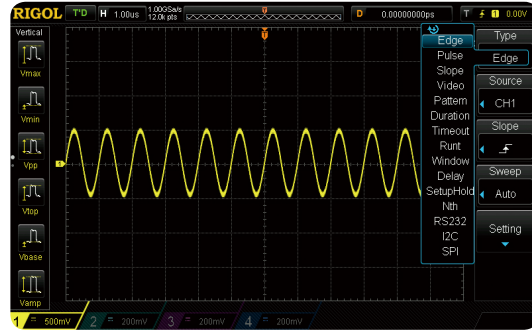 RIGOL T'D H 1.00us 1.00GSa/s 12.0k pts D 0.00000000ps T 1 0.00V
Vertical
Vmax
Vmin
Vpp
Vtop
Vbase
Vamp
Edge
Pulse
Slope
Video
Pattern
Duration
Timeout
Runt
Window
Delay
SetupHold
Nth
RS232
I2C
SPI
Type
Edge
Source
CH1
Slope
Sweep
Auto
Setting
1 = 500mV 2 = 200mV 3 = 200mV 4 = 200mV